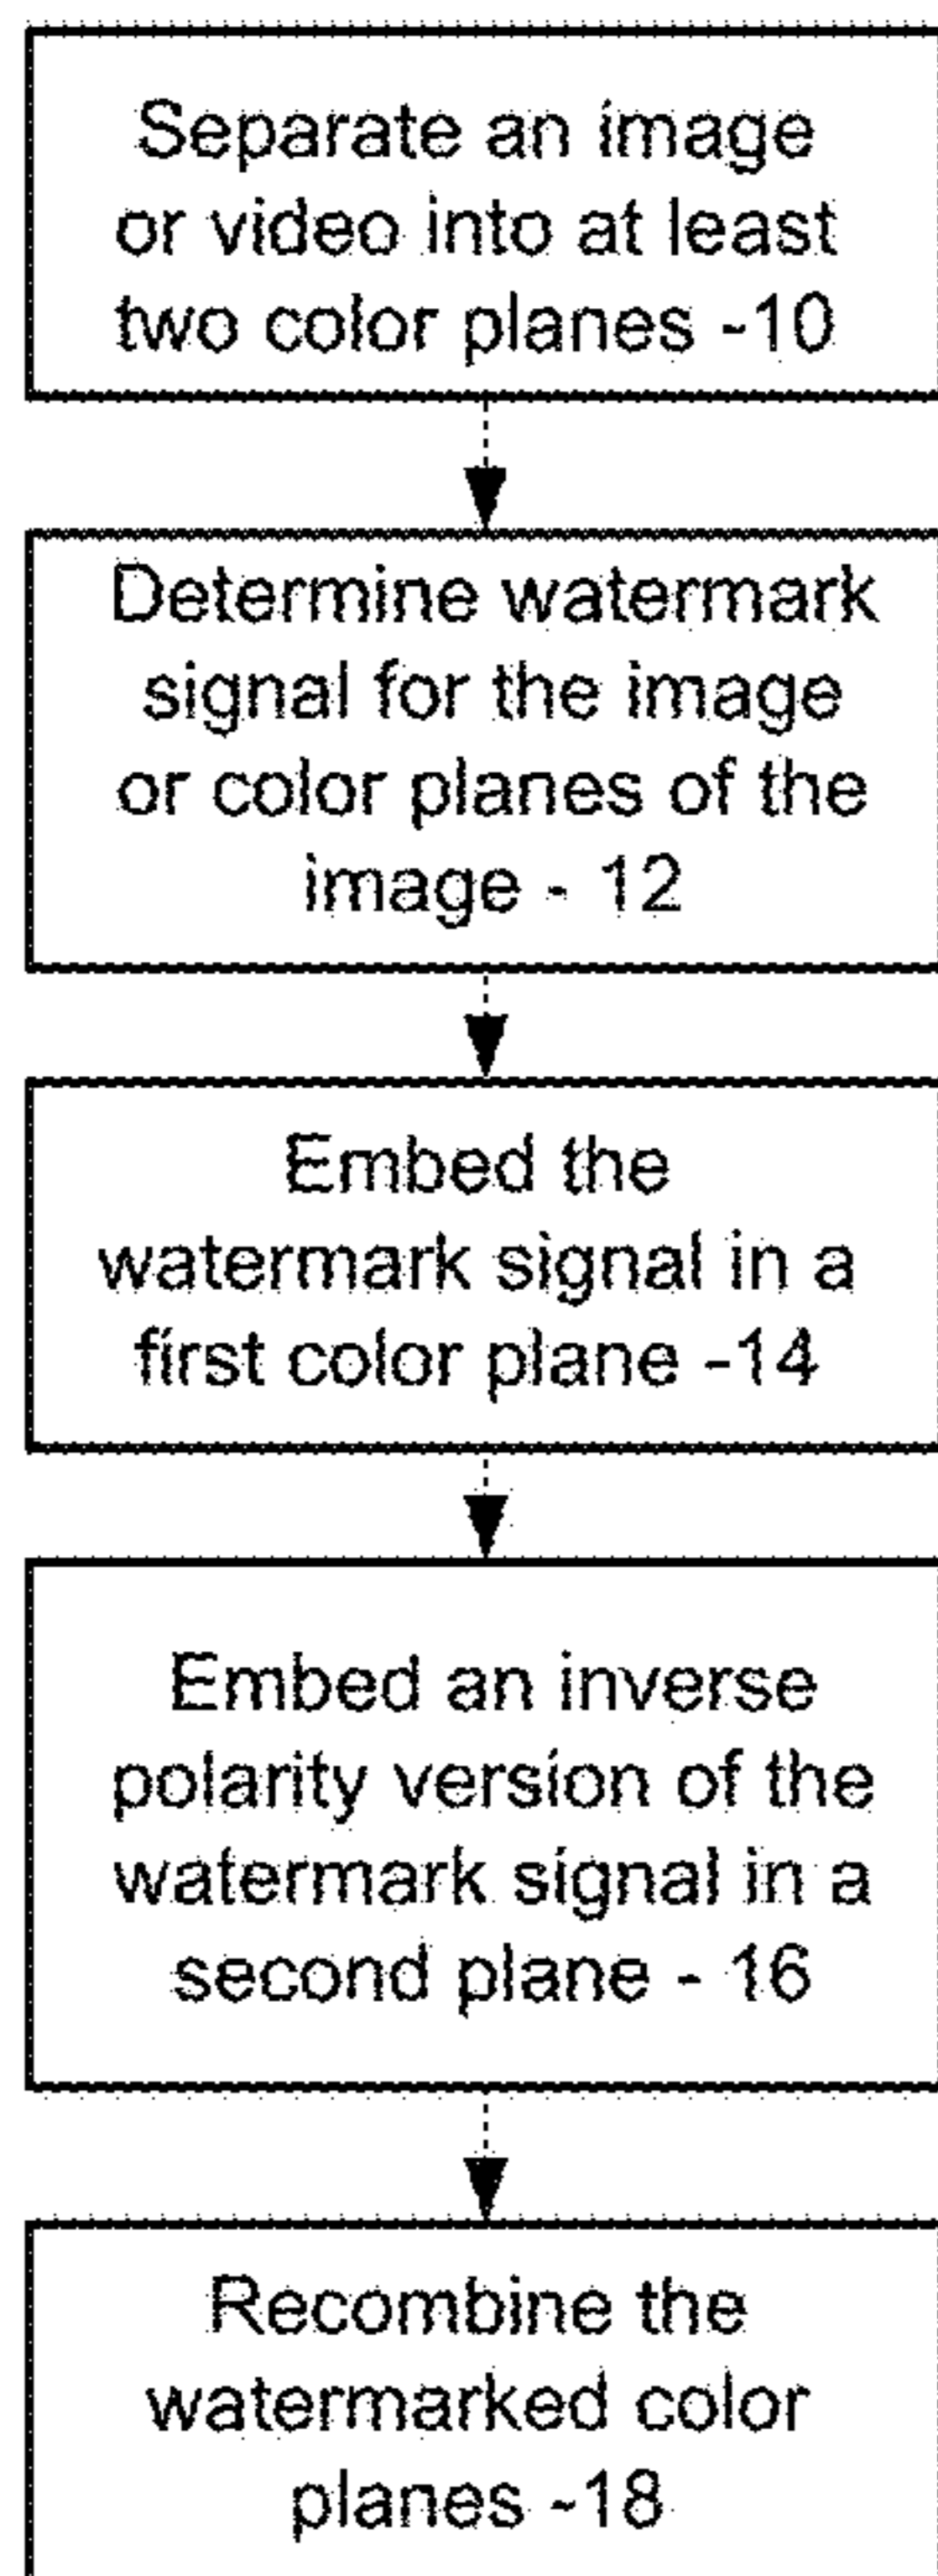 Separate an image
or video into at least
two color planes -10
Determine watermark
signal for the image
or color planes of the
image - 12
Embed the
watermark signal in a
first color plane -14
Embed an inverse
polarity version of the
watermark signal in a
second plane - 16
Recombine the
watermarked color
planes -18